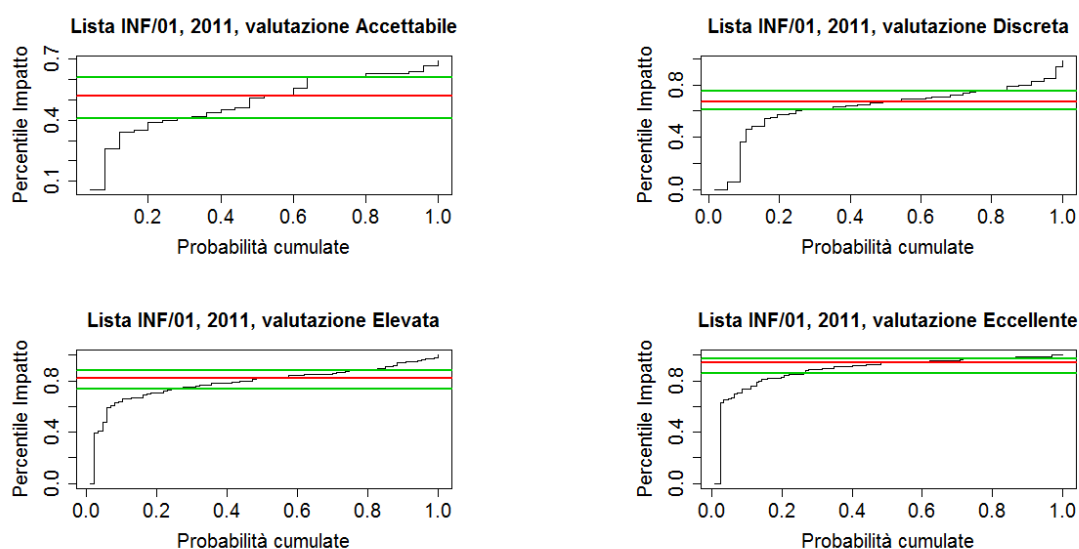 Lista INF/01, 2011, valutazione Accettabile
Percentile Impatto
0.1 0.4 0.7
0.2 0.4 0.6 0.8 1.0
Probabilità cumulate
Lista INF/01, 2011, valutazione Discreta
Percentile Impatto
0.0 0.4 0.8
0.0 0.2 0.4 0.6 0.8 1.0
Probabilità cumulate
Lista INF/01, 2011, valutazione Elevata
Percentile Impatto
0.0 0.4 0.8
0.0 0.2 0.4 0.6 0.8 1.0
Probabilità cumulate
Lista INF/01, 2011, valutazione Eccellente
Percentile Impatto
0.0 0.4 0.8
0.0 0.2 0.4 0.6 0.8 1.0
Probabilità cumulate